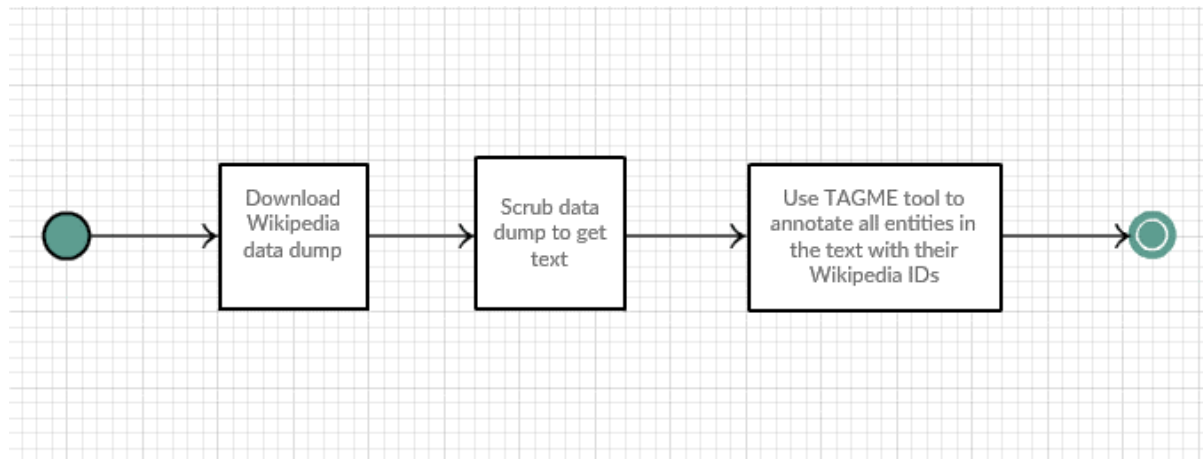 Download
Wikipedia
data dump
Scrub data
dump to get
text
Use TAGME tool to
annotate all entities in
the text with their
Wikipedia IDs